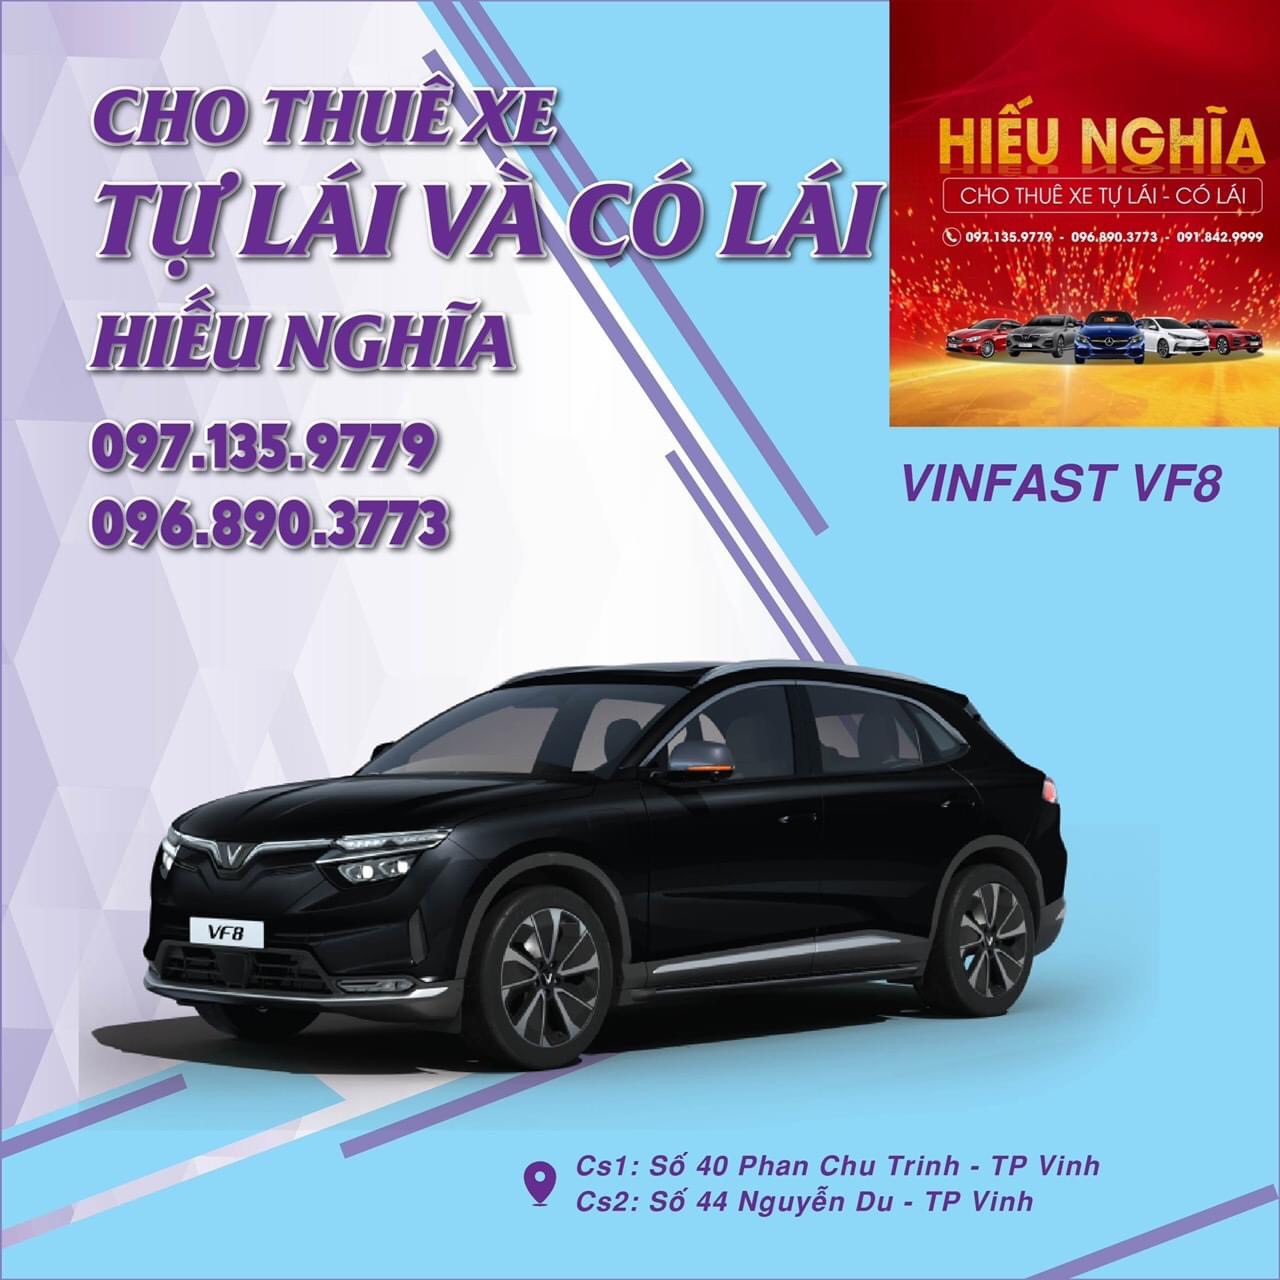 CHO THUÊ XE
TỰ LÁI VÀ CÓ LÁI
HIẾU NGHĨA
097.135.9779
096.890.3773
HIẾU NGHĨA
CHO THUÊ XE TỰ LÁI - CÓ LÁI
097.135.9779 - 096.890.3773 - 091.842.9999
VINFAST VF8
VF8
Cs1: Số 40 Phan Chu Trinh - TP Vinh
Cs2: Số 44 Nguyễn Du - TP Vinh